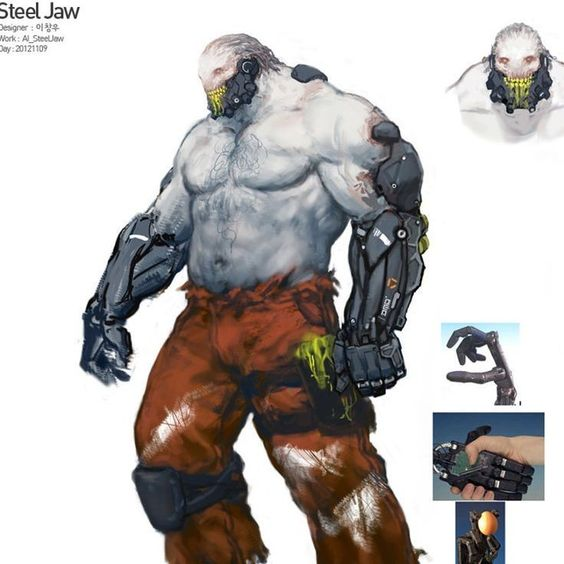 Steel Jaw
Designer : 이창우
Work : AI_SteelJaw
Day : 20121109